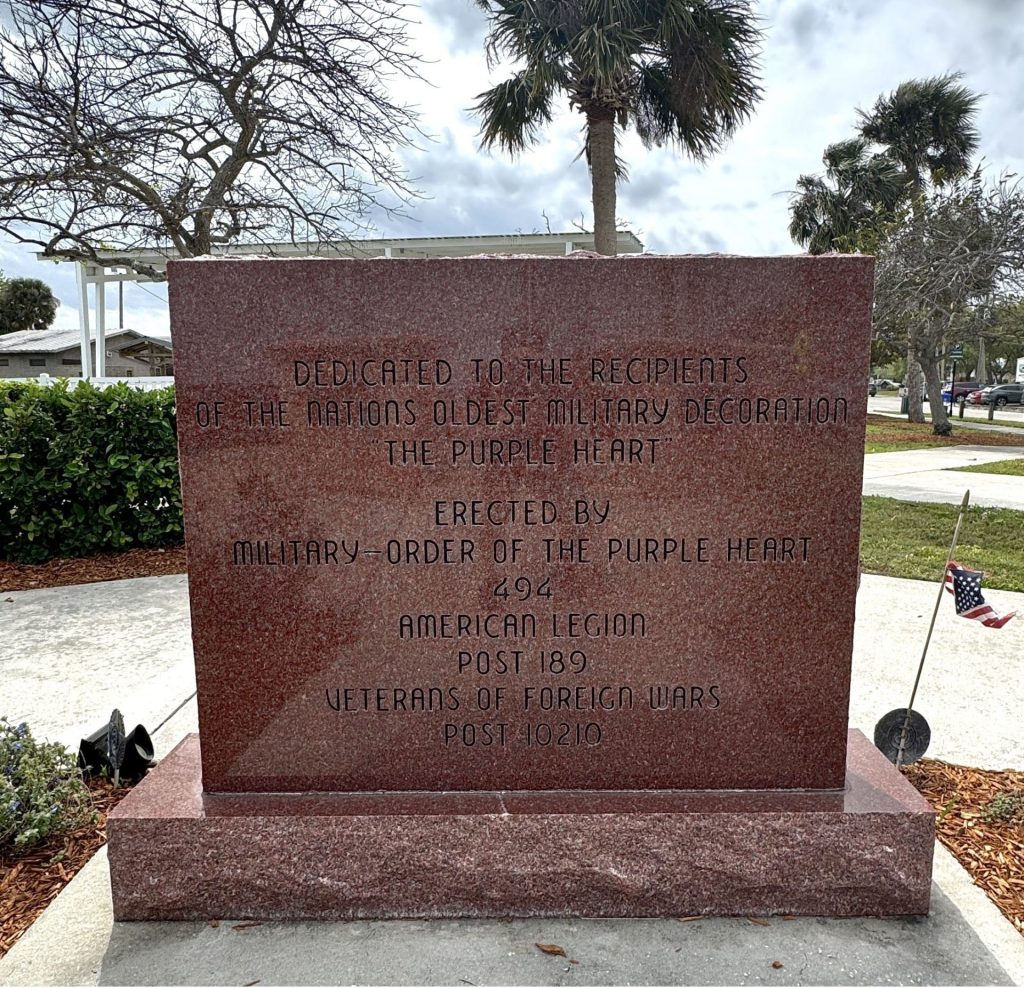 DEDICATED TO THE RECIPIENTS
OF THE NATIONS OLDEST MILITARY DECORATION
"THE PURPLE HEART"
ERECTED BY
MILITARY-ORDER OF THE PURPLE HEART
494
AMERICAN LEGION
POST 189
VETERANS OF FOREIGN WARS
POST 10210